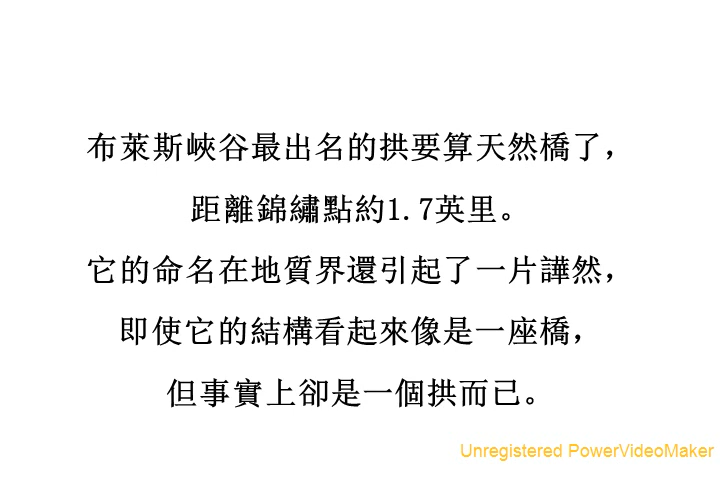 布萊斯峽谷最出名的拱要算天然橋了，
距離錦繡點約1.7英里。
它的命名在地質界還引起了一片譁然，
即使它的結構看起來像是一座橋，
但事實上卻是一個拱而已。
Unregistered PowerVideoMaker